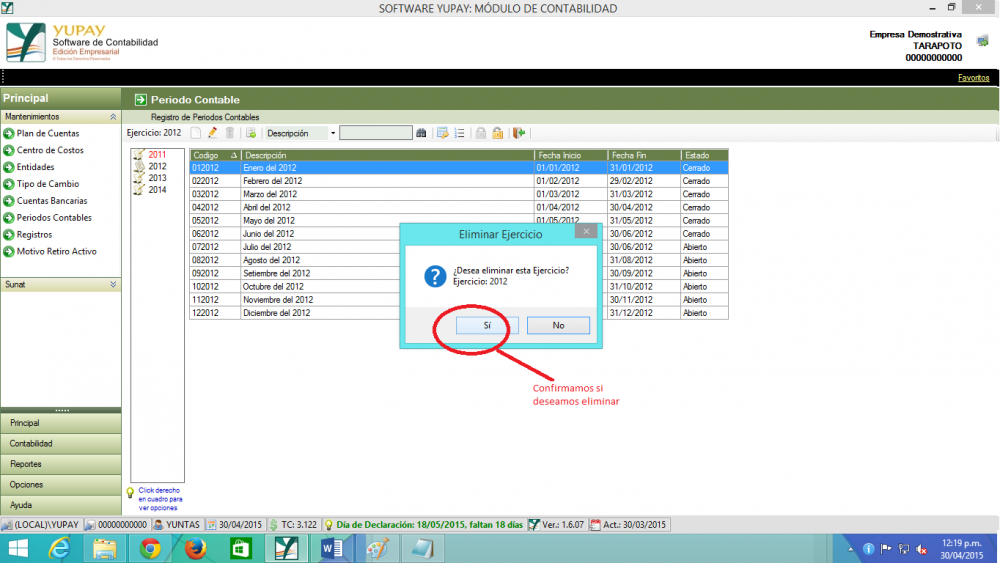 SOFTWARE YUPAY: MÓDULO DE CONTABILIDAD
YUPAY
Software de Contabilidad
Edición Empresarial
© Todos los Derechos Reservados
Empresa Demostrativa
TARAPOTO
00000000000
Favoritos
Principal
Periodo Contable
Mantenimientos
Registro de Periodos Contables
Ejercicio: 2012
Descripción
Plan de Cuentas
Centro de Costos
Entidades
Tipo de Cambio
Cuentas Bancarias
Periodos Contables
Registros
Motivo Retiro Activo
Sunat
2011
2012
2013
2014
Codigo Descripción Fecha Inicio Fecha Fin Estado
012012 Enero del 2012 01/01/2012 31/01/2012 Cerrado
022012 Febrero del 2012 01/02/2012 29/02/2012 Cerrado
032012 Marzo del 2012 01/03/2012 31/03/2012 Cerrado
042012 Abril del 2012 01/04/2012 30/04/2012 Cerrado
052012 Mayo del 2012 01/05/2012 31/05/2012 Cerrado
062012 Junio del 2012 30/06/2012 Cerrado
072012 Julio del 2012 30/06/2012 Abierto
082012 Agosto del 2012 31/08/2012 Abierto
092012 Setiembre del 2012 30/09/2012 Abierto
102012 Octubre del 2012 31/10/2012 Abierto
112012 Noviembre del 2012 30/11/2012 Abierto
122012 Diciembre del 2012 31/12/2012 Abierto
Eliminar Ejercicio
¿Desea eliminar esta Ejercicio?
Ejercicio: 2012
Sí
No
Confirmamos si
deseamos eliminar
Principal
Contabilidad
Reportes
Opciones
Ayuda
Click derecho
en cuadro para
ver opciones
(LOCAL)\YUPAY 00000000000 YUNTAS 30/04/2015 TC: 3.122 Día de Declaración: 18/05/2015, faltan 18 días Ver.: 1.6.07 Act.: 30/03/2015
12:19 p.m.
30/04/2015